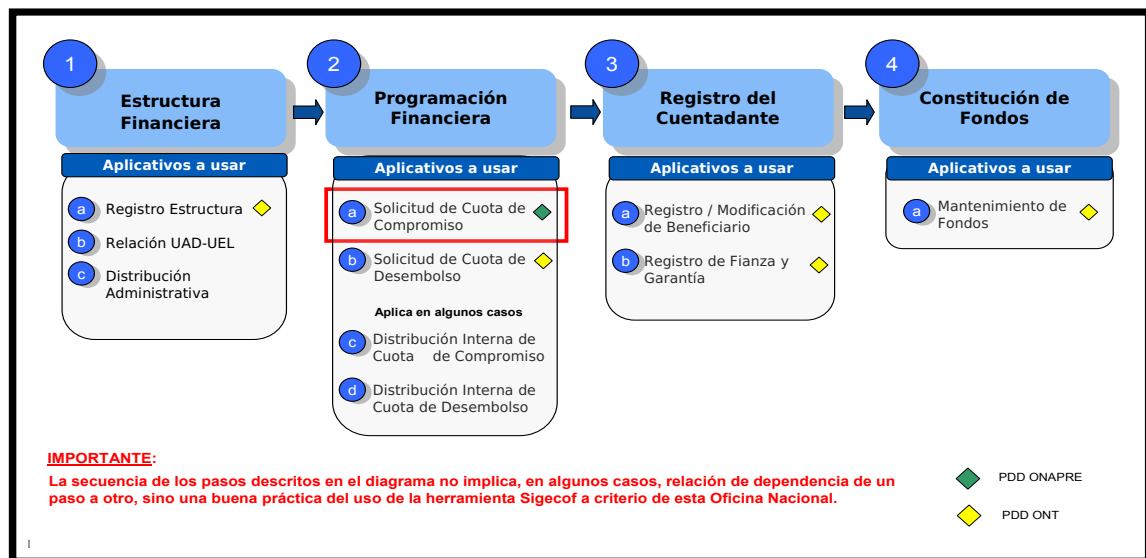 1
Estructura
Financiera
Aplicativos a usar
a Registro Estructura
b Relación UAD-UEL
c Distribución
Administrativa
2
Programación
Financiera
Aplicativos a usar
a Solicitud de Cuota de
Compromiso
b Solicitud de Cuota de
Desembolso
Aplica en algunos casos
c Distribución Interna de
Cuota de Compromiso
d Distribución Interna de
Cuota de Desembolso
3
Registro del
Cuentadante
Aplicativos a usar
a Registro / Modificación
de Beneficiario
b Registro de Fianza y
Garantía
4
Constitución de
Fondos
Aplicativos a usar
a Mantenimiento de
Fondos
IMPORTANTE:
La secuencia de los pasos descritos en el diagrama no implica, en algunos casos, relación de dependencia de un
paso a otro, sino una buena práctica del uso de la herramienta Sigecof a criterio de esta Oficina Nacional.
PDD ONAPRE
PDD ONT
l